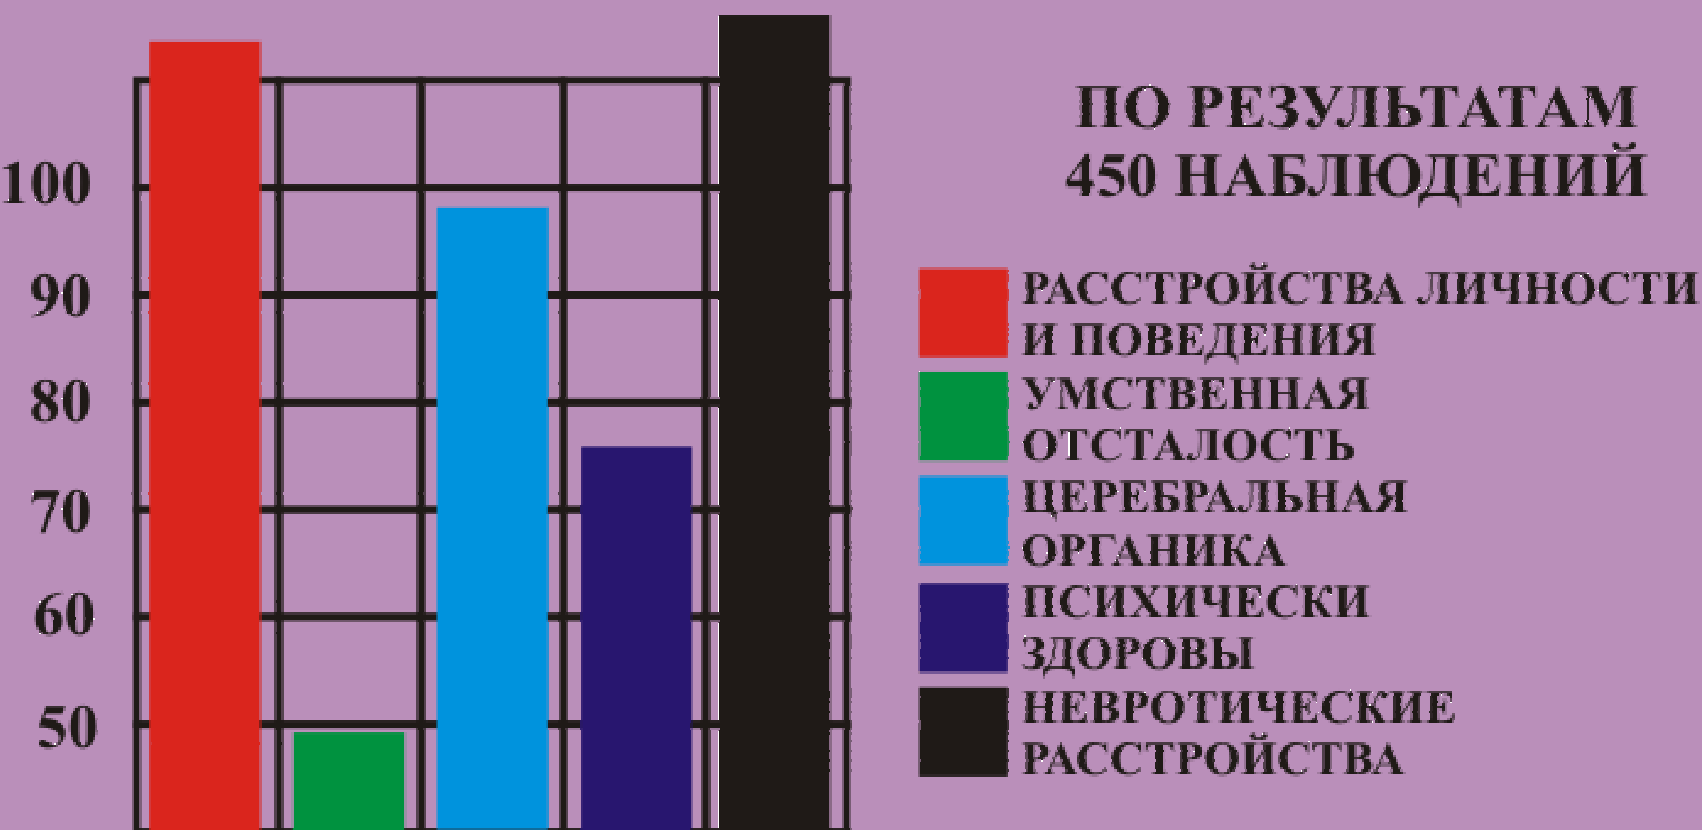 ПО РЕЗУЛЬТАТАМ
450 НАБЛЮДЕНИЙ
100
90
80
70
60
50
РАССТРОЙСТВА ЛИЧНОСТИ
И ПОВЕДЕНИЯ
УМСТВЕННАЯ
ОТСТАЛОСТЬ
ЦЕРЕБРАЛЬНАЯ
ОРГАНИКА
ПСИХИЧЕСКИ
ЗДОРОВЫ
НЕВРОТИЧЕСКИЕ
РАССТРОЙСТВА